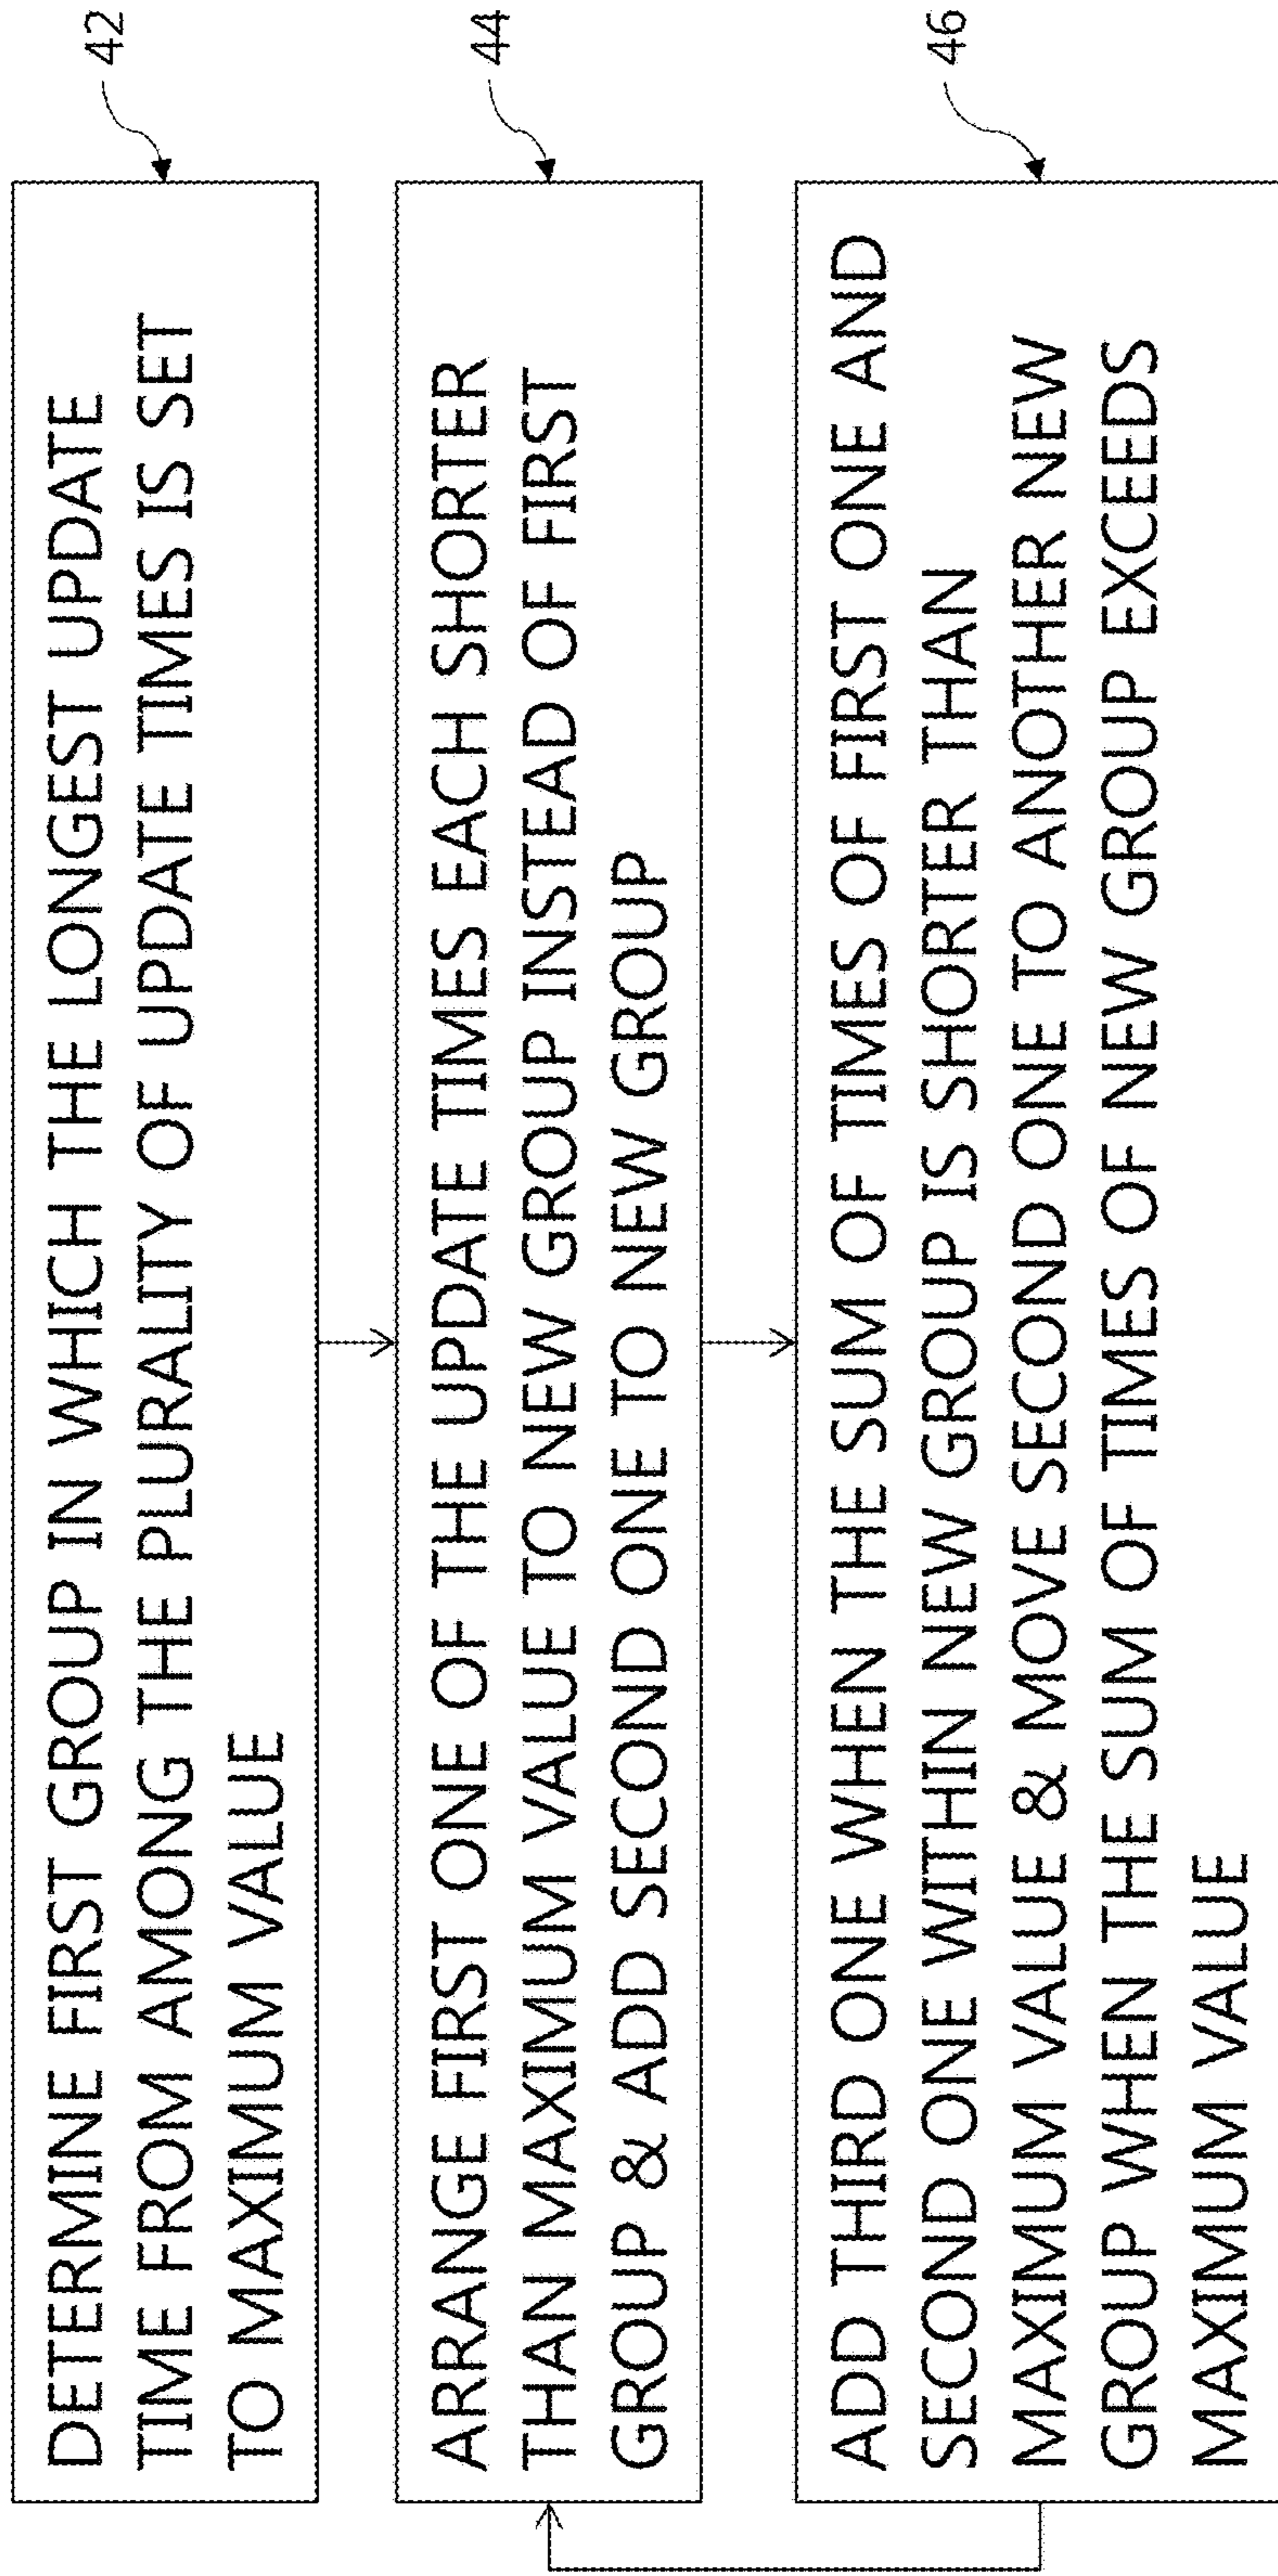 DETERMINE FIRST GROUP IN WHICH THE LONGEST UPDATE
TIME FROM AMONG THE PLURALITY OF UPDATE TIMES IS SET
TO MAXIMUM VALUE
42
ARRANGE FIRST ONE OF THE UPDATE TIMES EACH SHORTER
THAN MAXIMUM VALUE TO NEW GROUP INSTEAD OF FIRST
GROUP & ADD SECOND ONE TO NEW GROUP
44
ADD THIRD ONE WHEN THE SUM OF TIMES OF FIRST ONE AND
SECOND ONE WITHIN NEW GROUP IS SHORTER THAN
MAXIMUM VALUE & MOVE SECOND ONE TO ANOTHER NEW
GROUP WHEN THE SUM OF TIMES OF NEW GROUP EXCEEDS
MAXIMUM VALUE
46